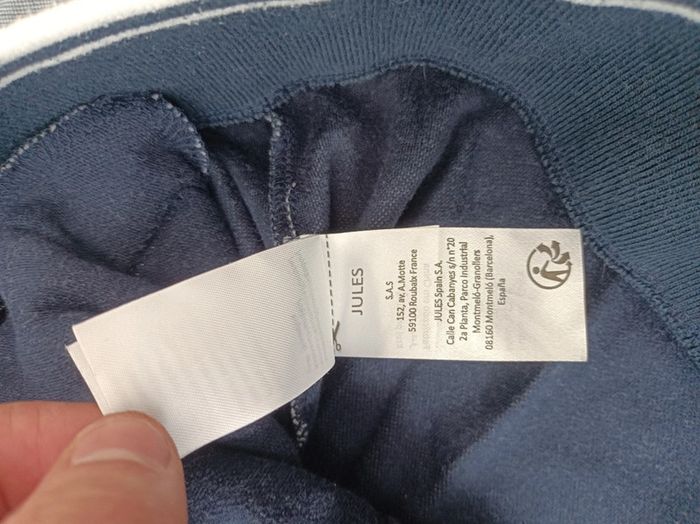 JULES
S.A.S
152, av. A.Motte
59100 Roubaix France
JULES Spain S.A.
Calle Can Cabanyes s/n n°20
2a Planta, Parco Industrial
Montmeló-Granollers
08160 Montmeló (Barcelona),
España